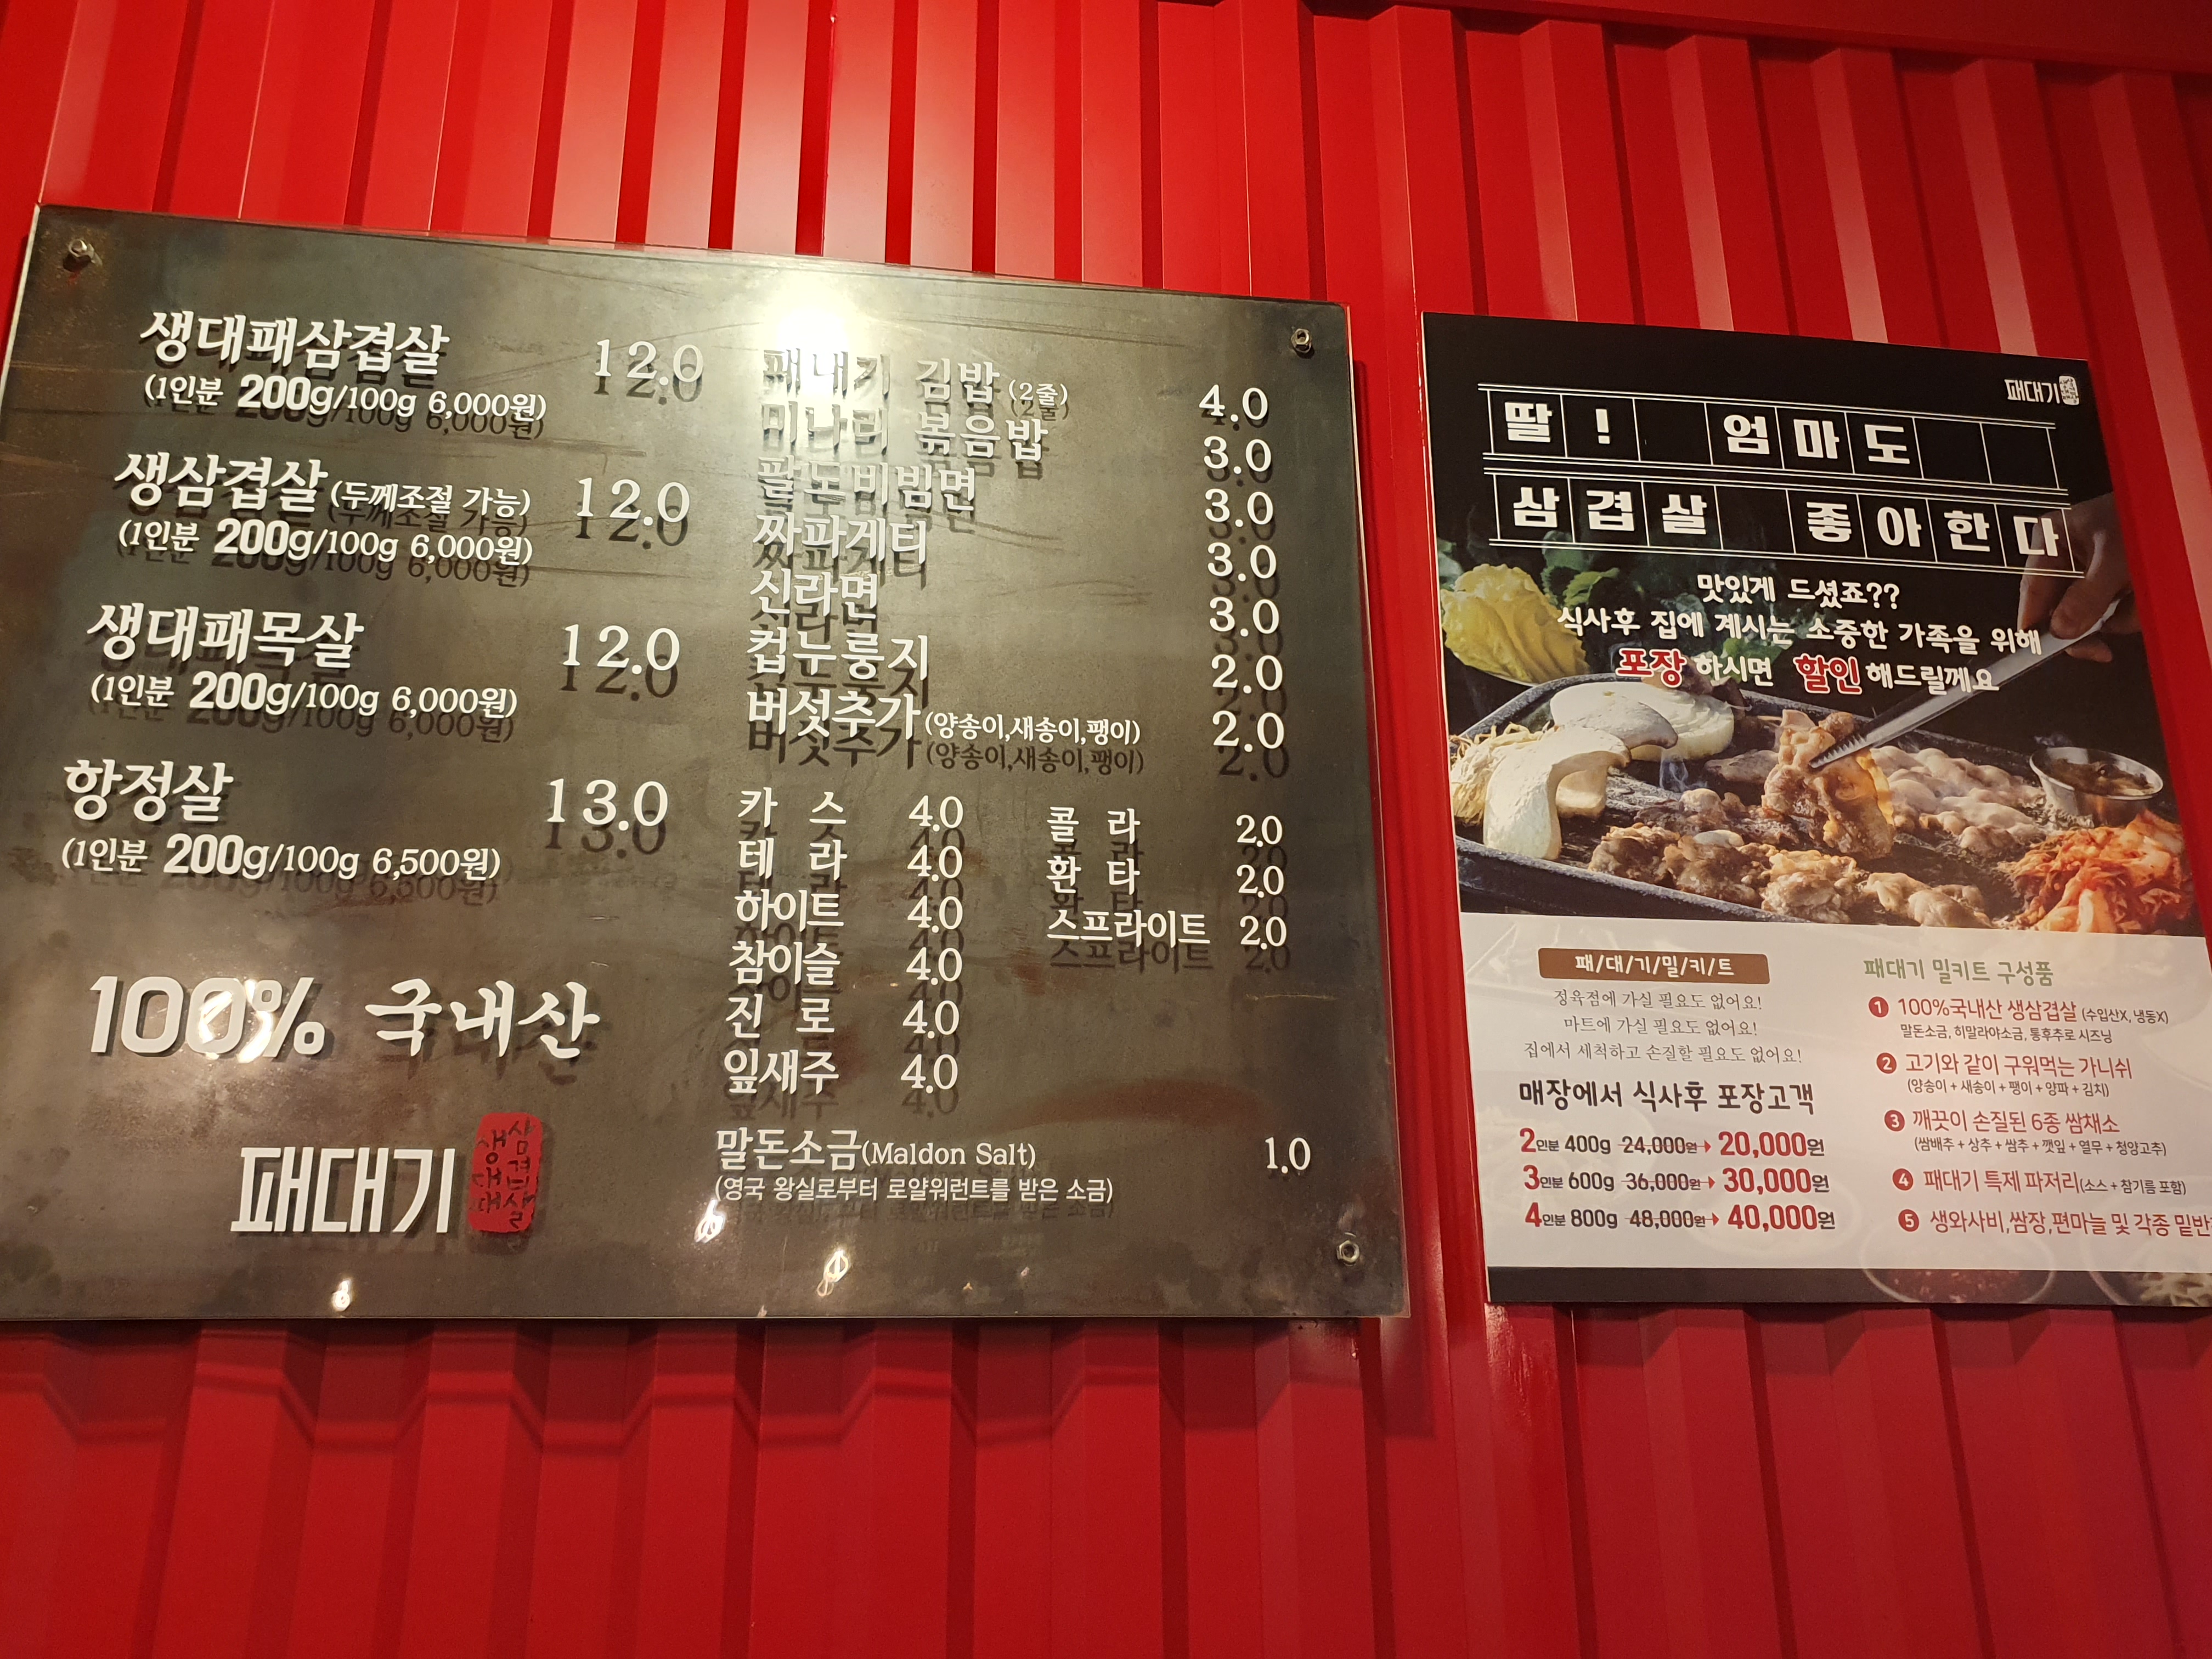 생대패삼겹살 12.0
(1인분 200g/100g 6,000원)
생삼겹살 (두께조절 가능) 12.0
(1인분 200g/100g 6,000원)
생대패목살 12.0
(1인분 200g/100g 6,000원)
항정살 13.0
(1인분 200g/100g 6,500원)
100% 국내산
패대기
패대기 김밥 (2줄) 4.0
미나리 볶음밥 3.0
팔도비빔면 3.0
짜파게티 3.0
신라면 3.0
컵누룽지 2.0
버섯추가 (양송이,새송이,팽이) 2.0
카스 4.0
테라 4.0
하이트 4.0
참이슬 4.0
진로 4.0
잎새주 4.0
콜라 2.0
환타 2.0
스프라이트 2.0
말돈소금(Maldon Salt) 1.0
(영국 왕실로부터 로얄워런트를 받은 소금)
패대기
딸! 엄마도
삼겹살 좋아한다
맛있게 드셨죠??
식사후 집에 계시는 소중한 가족을 위해
포장 하시면 할인 해드릴께요
패/대/기/밀/키/트
정육점에 가실 필요도 없어요!
마트에 가실 필요도 없어요!
집에서 세척하고 손질할 필요도 없어요!
매장에서 식사후 포장고객
2인분 400g 24,000원→ 20,000원
3인분 600g 36,000원→ 30,000원
4인분 800g 48,000원→ 40,000원
패대기 밀키트 구성품
1 100%국내산 생삼겹살 (수입산X, 냉동X)
말돈소금, 히말라야소금, 통후추로 시즈닝
2 고기와 같이 구워먹는 가니쉬
(양송이 + 새송이 + 팽이 + 양파 + 김치)
3 깨끗이 손질된 6종 쌈채소
(쌈배추 + 상추 + 쌈추 + 깻잎 + 열무 + 청양고추)
4 패대기 특제 파저리(소스 + 참기름 포함)
5 생와사비,쌈장,편마늘 및 각종 밑반